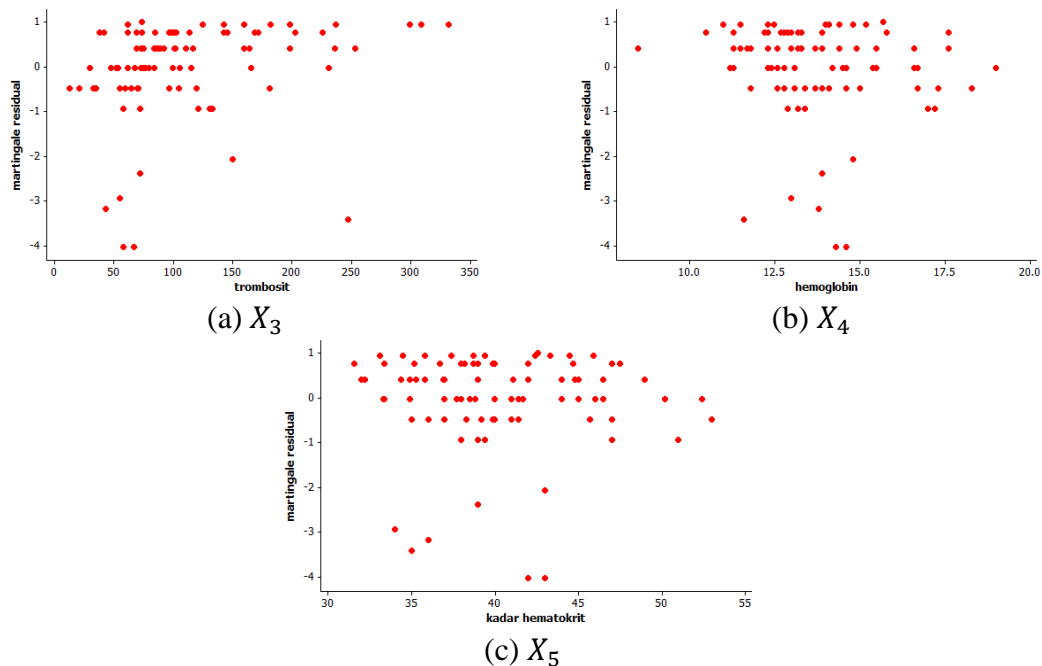 martingale residual
1
0
-1
-2
-3
-4
0 50 100 150 200 250 300 350
trombosit
(a) X₃
martingale residual
1
0
-1
-2
-3
-4
10.0 12.5 15.0 17.5 20.0
hemoglobin
(b) X₄
martingale residual
1
0
-1
-2
-3
-4
30 35 40 45 50 55
kadar hematokrit
(c) X₅